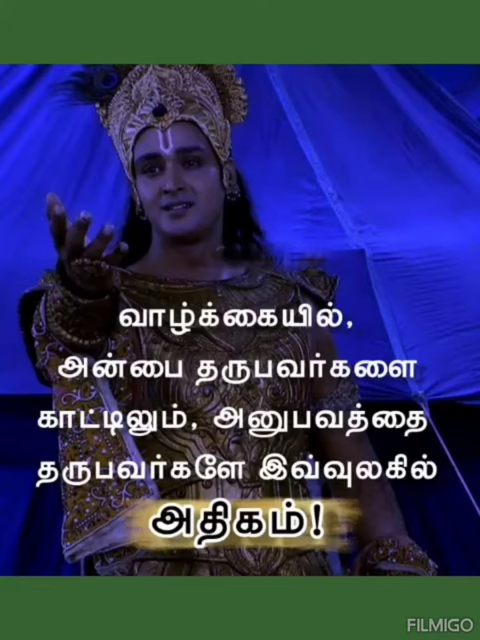 வாழ்க்கையில்,
அன்பை தருபவர்களை
காட்டிலும், அனுபவத்தை
தருபவர்களே இவ்வுலகில்
அதிகம்!
FILMIGO